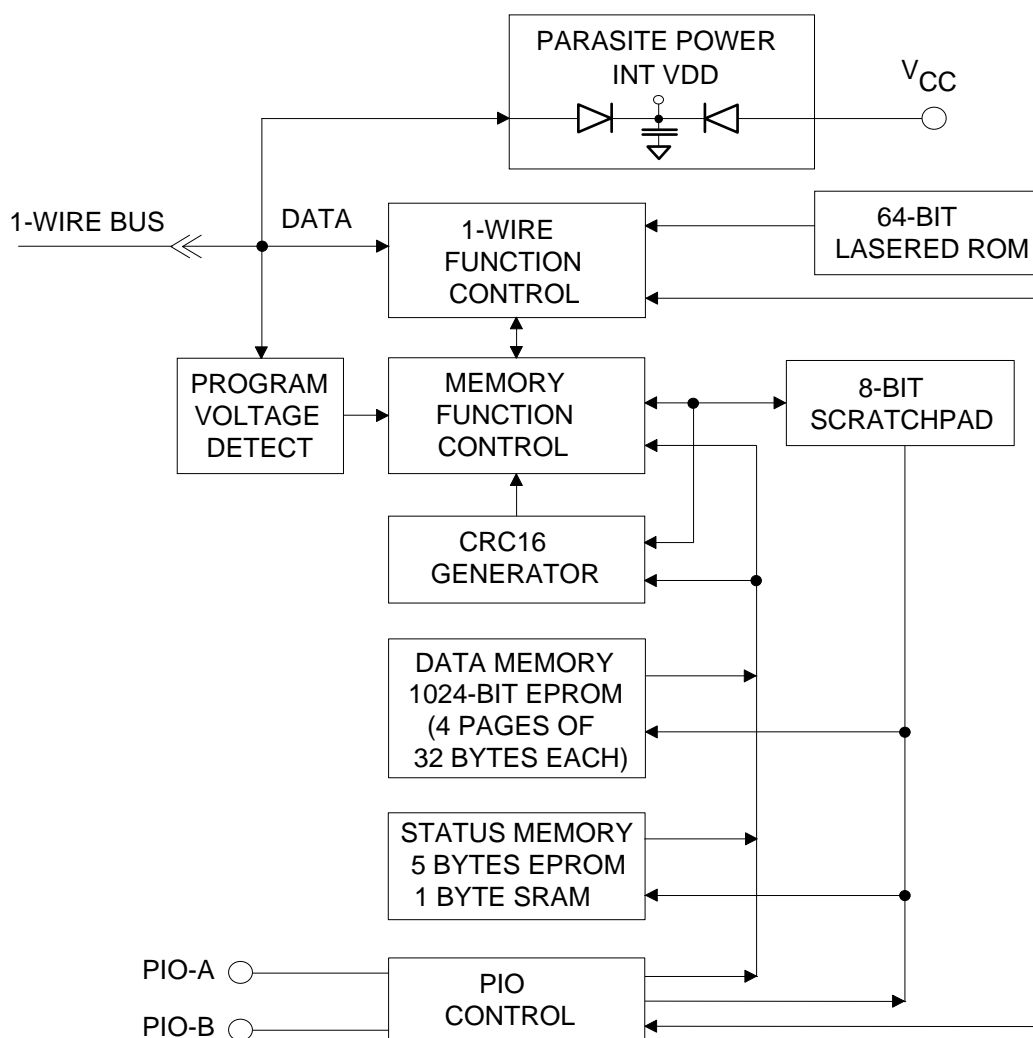 PARASITE POWER
INT VDD
VCC
1-WIRE BUS
DATA
1-WIRE
FUNCTION
CONTROL
64-BIT
LASERED ROM
PROGRAM
VOLTAGE
DETECT
MEMORY
FUNCTION
CONTROL
8-BIT
SCRATCHPAD
CRC16
GENERATOR
DATA MEMORY
1024-BIT EPROM
(4 PAGES OF
32 BYTES EACH)
STATUS MEMORY
5 BYTES EPROM
1 BYTE SRAM
PIO-A
PIO-B
PIO
CONTROL